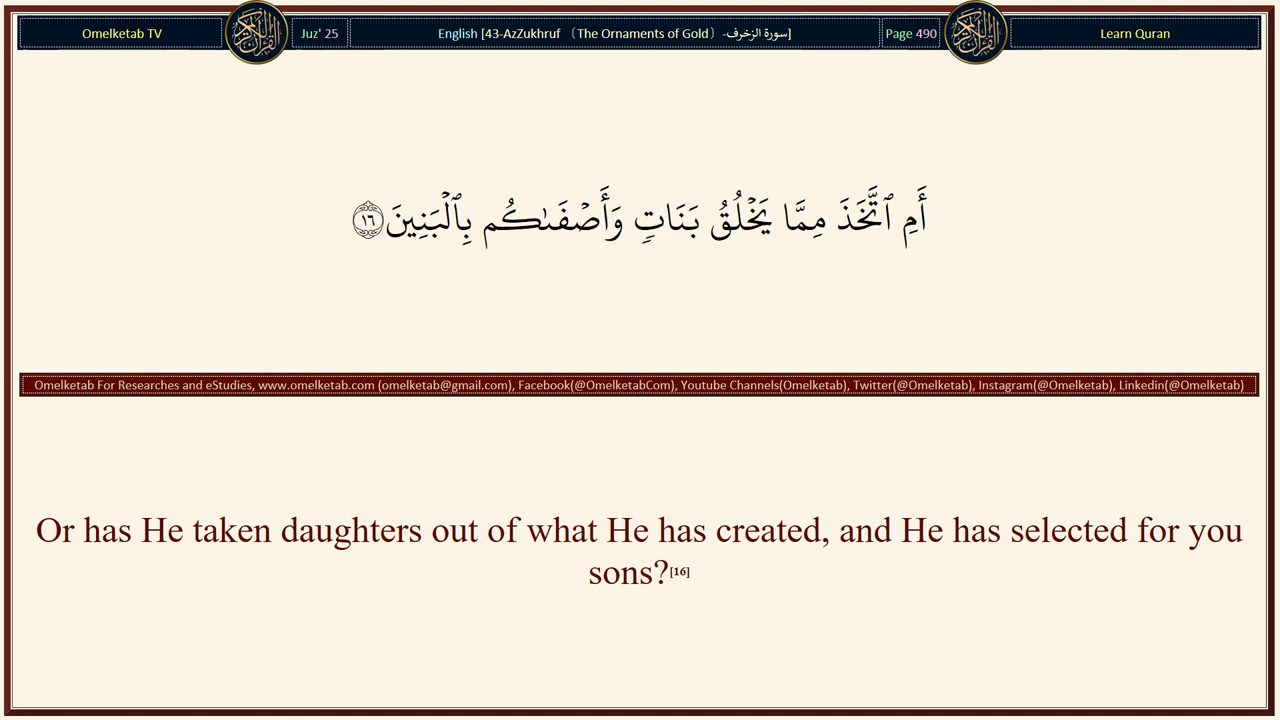 Omelketab TV
Juz' 25
English [43-AzZukhruf 〔The Ornaments of Gold〕 -سورة الزخرف]
Page 490
Learn Quran
أَمِ ٱتَّخَذَ مِمَّا يَخۡلُقُ بَنَاتٖ وَأَصۡفَىٰكُم بِٱلۡبَنِينَ ١٦
Omelketab For Researches and eStudies, www.omelketab.com (omelketab@gmail.com), Facebook(@OmelketabCom), Youtube Channels(Omelketab), Twitter(@Omelketab), Instagram(@Omelketab), Linkedin(@Omelketab)
Or has He taken daughters out of what He has created, and He has selected for you
sons?[16]